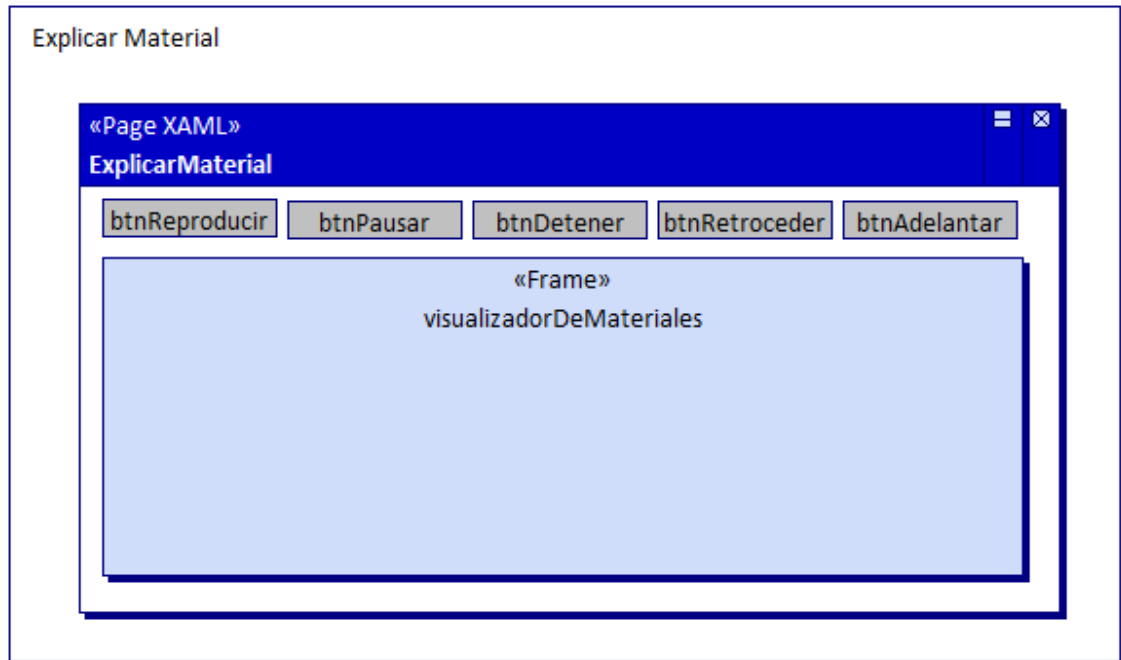 Explicar Material
«Page XAML»
ExplicarMaterial
btnReproducir btnPausar btnDetener btnRetroceder btnAdelantar
«Frame»
visualizadorDeMateriales